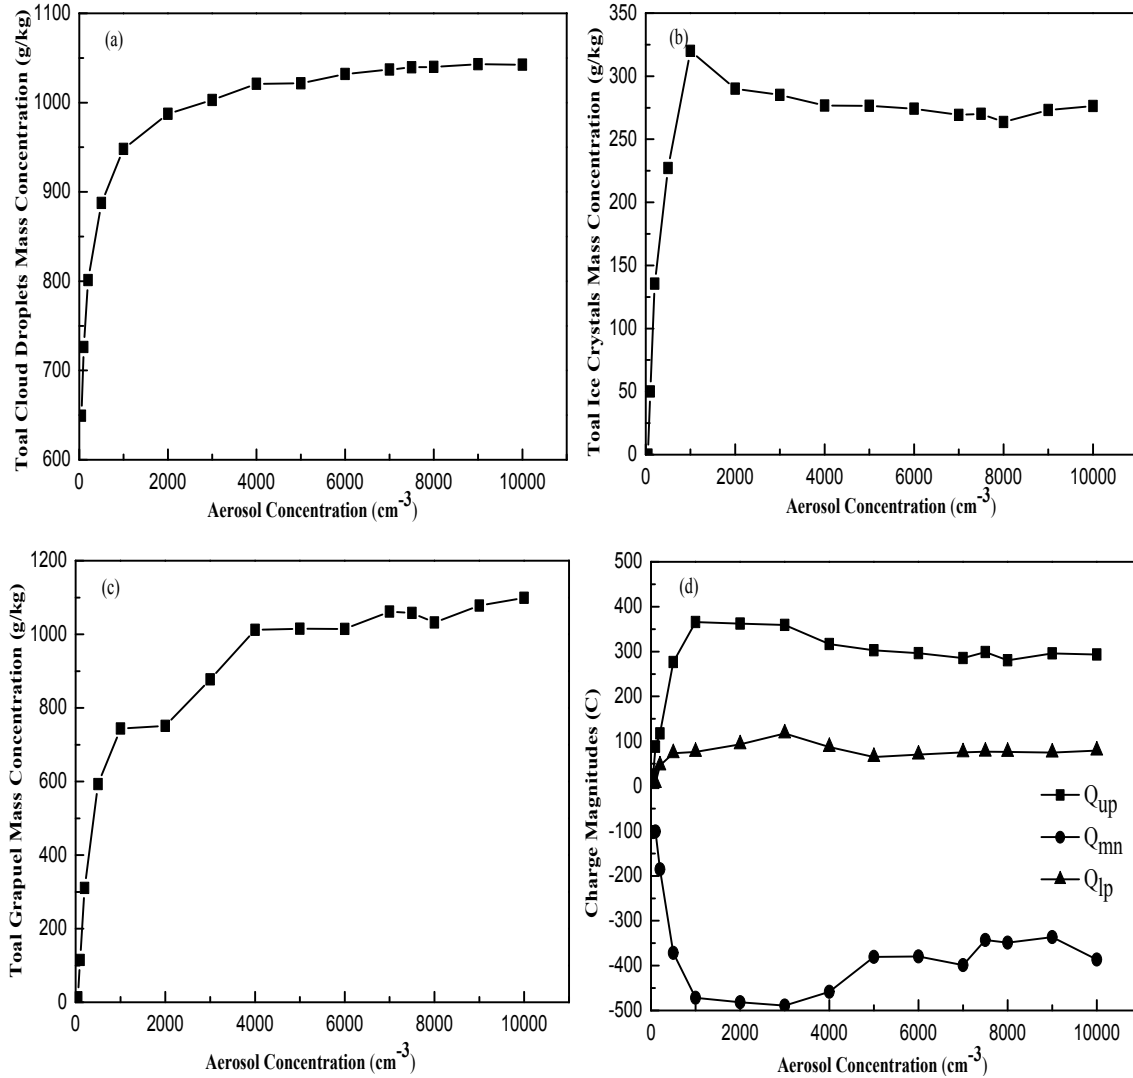 (a)
Toal Cloud Droplets Mass Concentration (g/kg)
1100
1000
900
800
700
600
0 2000 4000 6000 8000 10000
Aerosol Concentration (cm-3)
(b)
Toal Ice Crystals Mass Concentration (g/kg)
350
300
250
200
150
100
50
0
0 2000 4000 6000 8000 10000
Aerosol Concentration (cm-3)
(c)
Toal Grapuel Mass Concentration (g/kg)
1200
1000
800
600
400
200
0
0 2000 4000 6000 8000 10000
Aerosol Concentration (cm-3)
(d)
Charge Magnitudes (C)
500
400
300
200
100
0
-100
-200
-300
-400
-500
0 2000 4000 6000 8000 10000
Aerosol Concentration (cm-3)
Qup
Qmn
Qlp